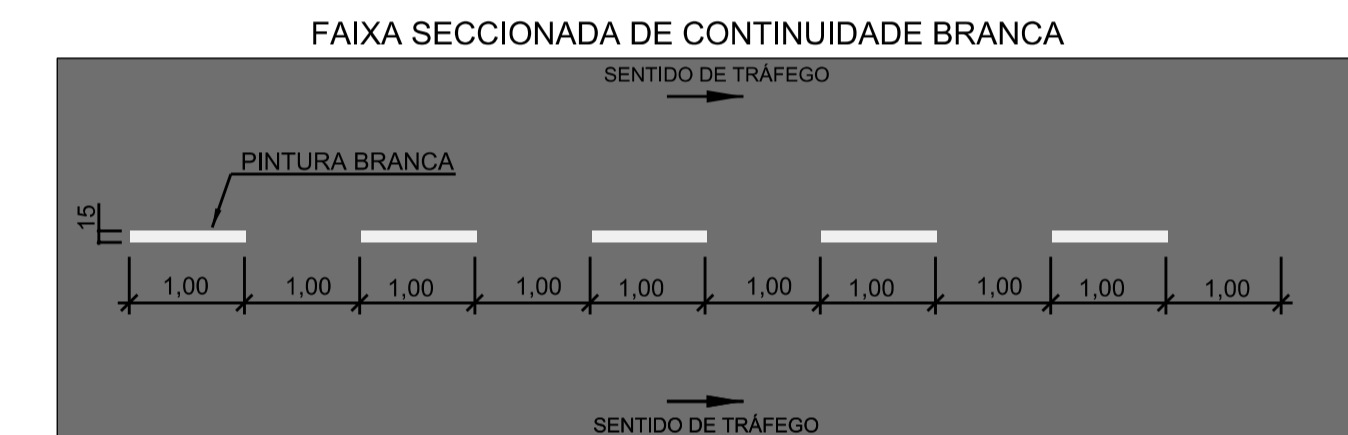 FAIXA SECCIONADA DE CONTINUIDADE BRANCA
SENTIDO DE TRÁFEGO
PINTURA BRANCA
15
1,00 1,00 1,00 1,00 1,00 1,00 1,00 1,00 1,00 1,00
SENTIDO DE TRÁFEGO